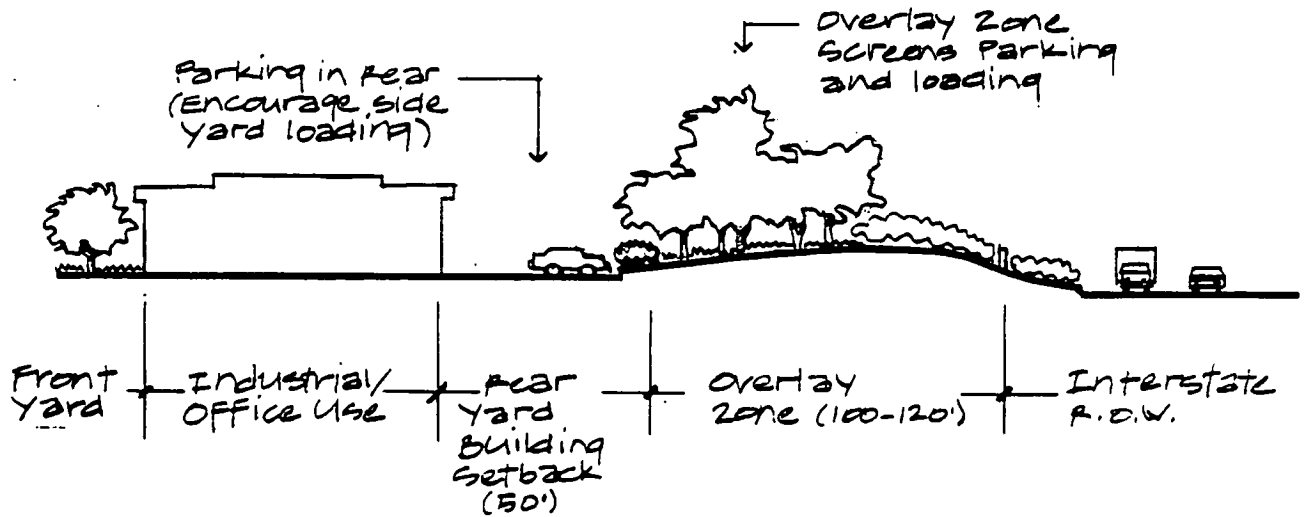 Overlay Zone
Screens Parking
and loading
Parking in Rear
(Encourage side
Yard loading)
Front
Yard
Industrial/
Office Use
Rear
Yard
Building
Setback
(50')
Overlay
Zone (100-120')
Interstate
R.O.W.